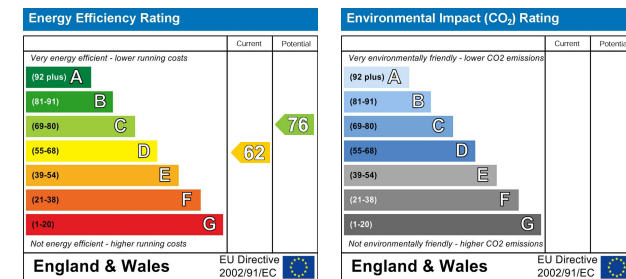 Energy Efficiency Rating
Current Potential
Very energy efficient - lower running costs
(92 plus) A
(81-91) B
(69-80) C
76
(55-68) D
62
(39-54) E
(21-38) F
(1-20) G
Not energy efficient - higher running costs
England & Wales
EU Directive
2002/91/EC
Environmental Impact (CO₂) Rating
Current Potential
Very environmentally friendly - lower CO2 emissions
(92 plus) A
(81-91) B
(69-80) C
(55-68) D
(39-54) E
(21-38) F
(1-20) G
Not environmentally friendly - higher CO2 emissions
England & Wales
EU Directive
2002/91/EC